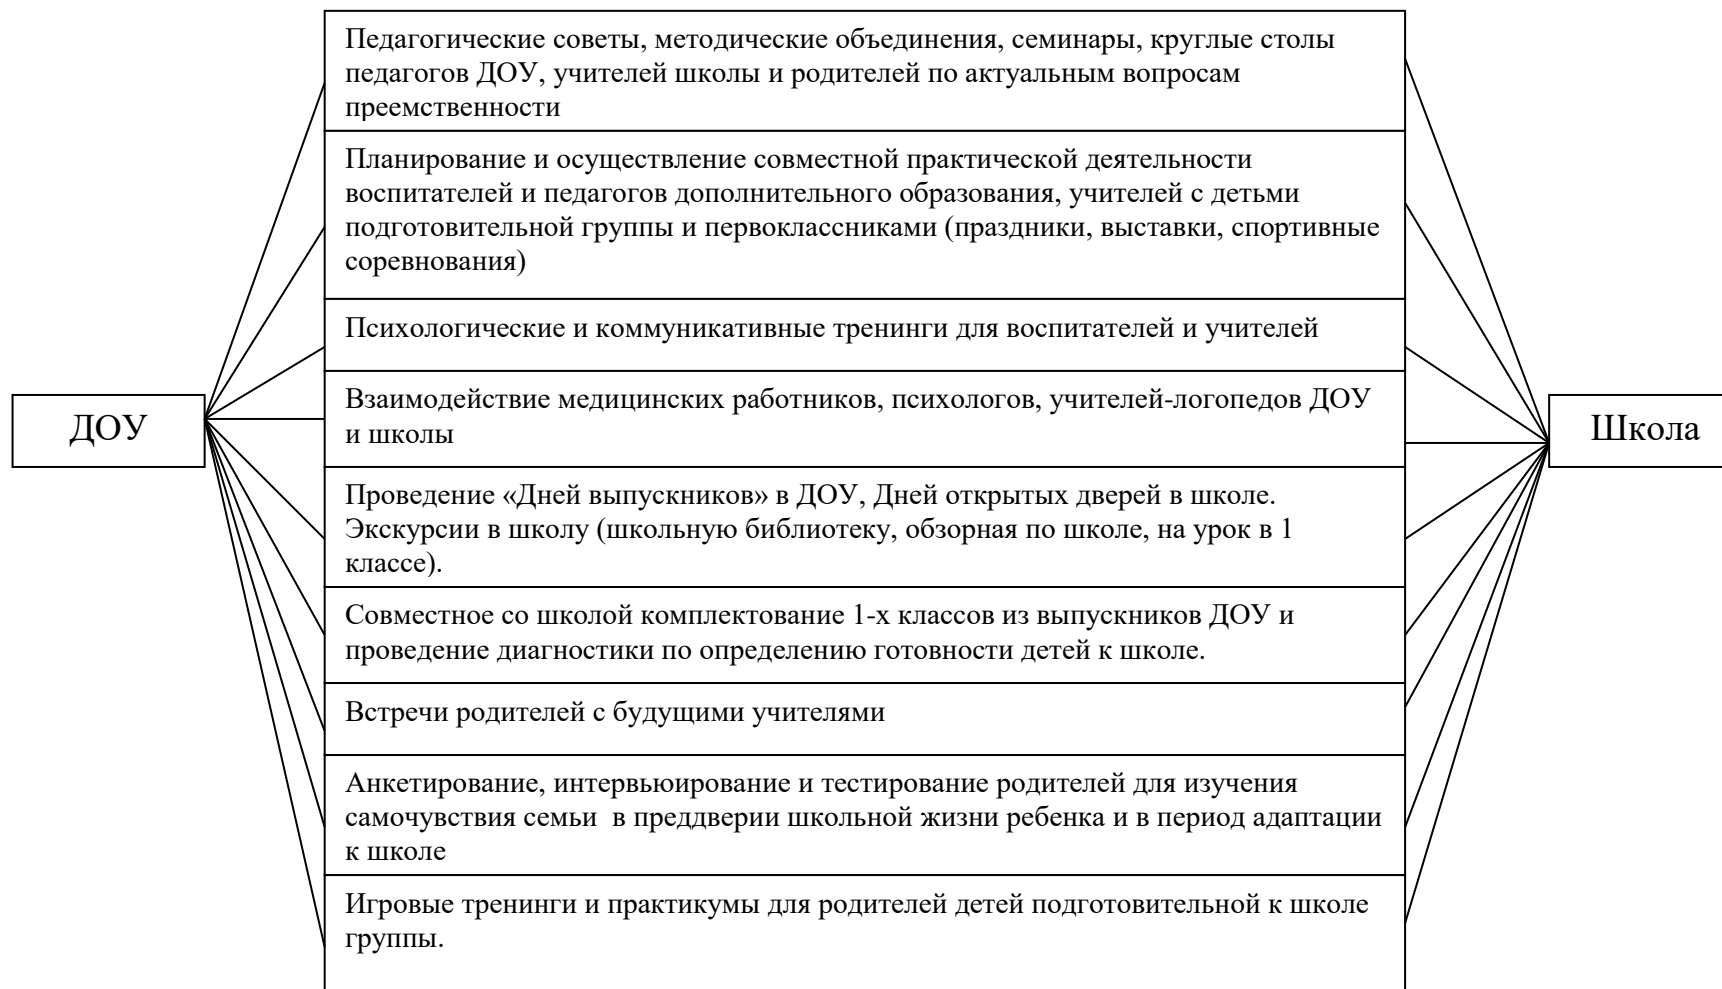 Педагогические советы, методические объединения, семинары, круглые столы
педагогов ДОУ, учителей школы и родителей по актуальным вопросам
преемственности
Планирование и осуществление совместной практической деятельности
воспитателей и педагогов дополнительного образования, учителей с детьми
подготовительной группы и первоклассниками (праздники, выставки, спортивные
соревнования)
Психологические и коммуникативные тренинги для воспитателей и учителей
ДОУ
Взаимодействие медицинских работников, психологов, учителей-логопедов ДОУ
и школы
Школа
Проведение «Дней выпускников» в ДОУ, Дней открытых дверей в школе.
Экскурсии в школу (школьную библиотеку, обзорная по школе, на урок в 1
классе).
Совместное со школой комплектование 1-х классов из выпускников ДОУ и
проведение диагностики по определению готовности детей к школе.
Встречи родителей с будущими учителями
Анкетирование, интервьюирование и тестирование родителей для изучения
самочувствия семьи  в преддверии школьной жизни ребенка и в период адаптации
к школе
Игровые тренинги и практикумы для родителей детей подготовительной к школе
группы.